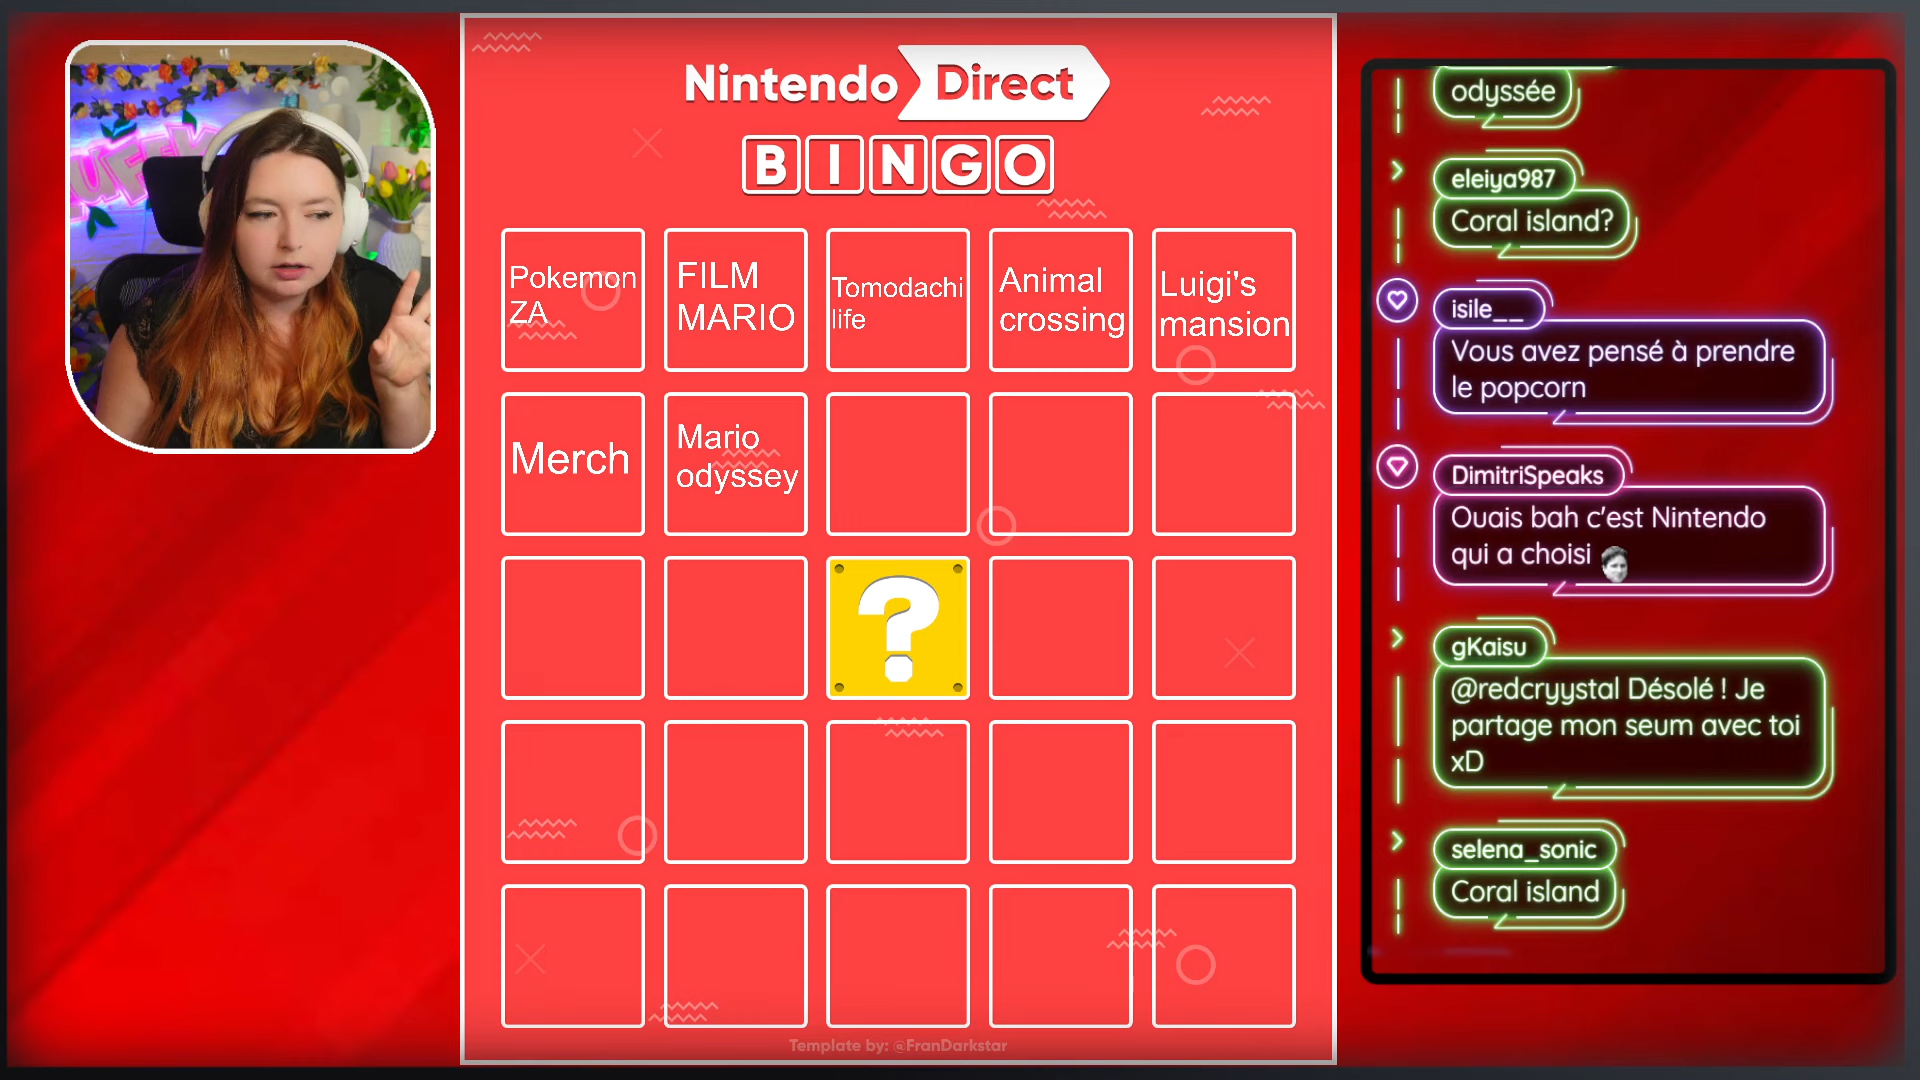 Nintendo Direct
BINGO
Pokemon
ZA
FILM
MARIO
Tomodachi
life
Animal
crossing
Luigi's
mansion
Merch
Mario
odyssey
?
Template by: @FranDarkstar
odyssée
eleiya987
Coral island?
isile__
Vous avez pensé à prendre
le popcorn
DimitriSpeaks
Ouais bah c'est Nintendo
qui a choisi
gKaisu
@redcryystal Désolé ! Je
partage mon seum avec toi
xD
selena_sonic
Coral island